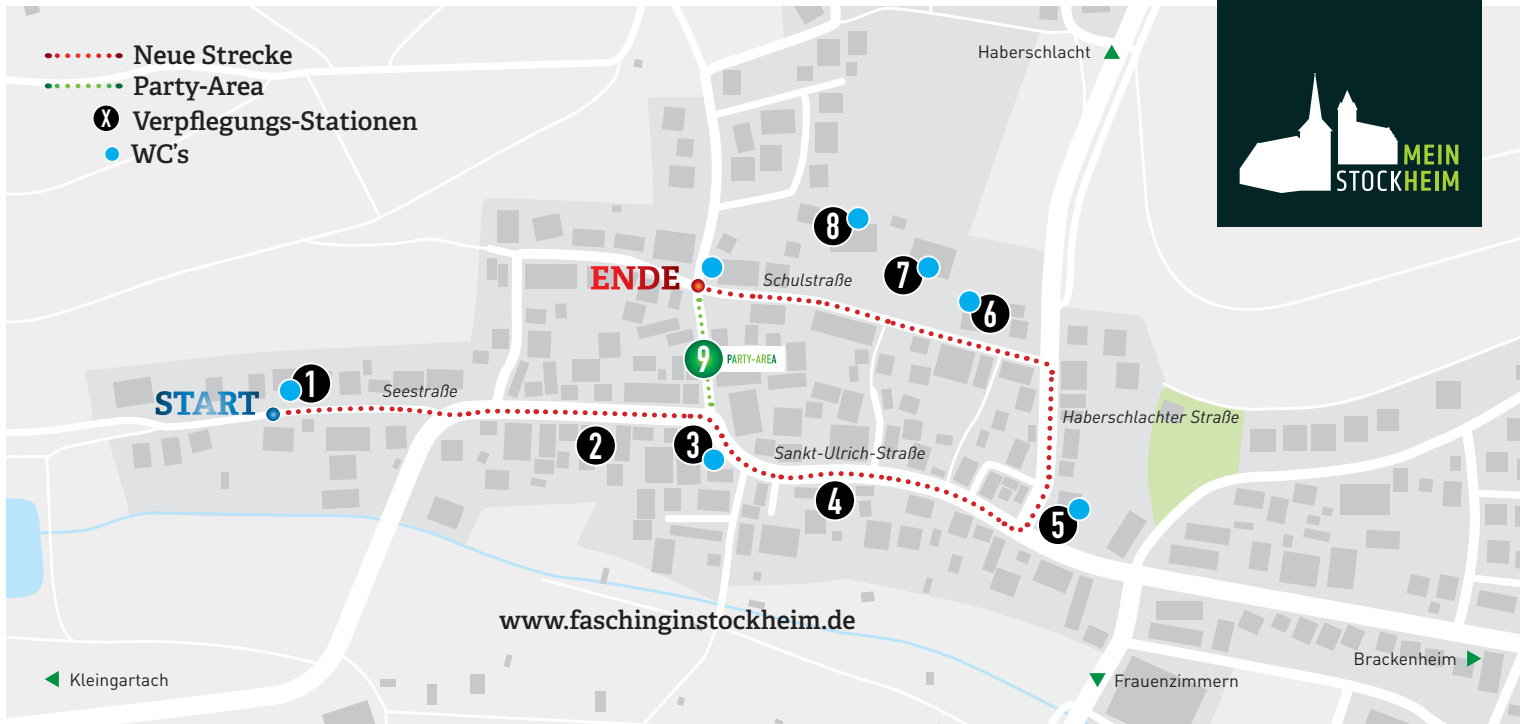 Neue Strecke
Party-Area
X Verpflegungs-Stationen
WC's
Haberschlacht
MEIN
STOCKHEIM
8
7
6
ENDE
Schulstraße
9 PARTY-AREA
1
START
Seestraße
Haberschlachter Straße
2
3
Sankt-Ulrich-Straße
4
5
www.faschinginstockheim.de
Kleingartach
Frauenzimmern
Brackenheim